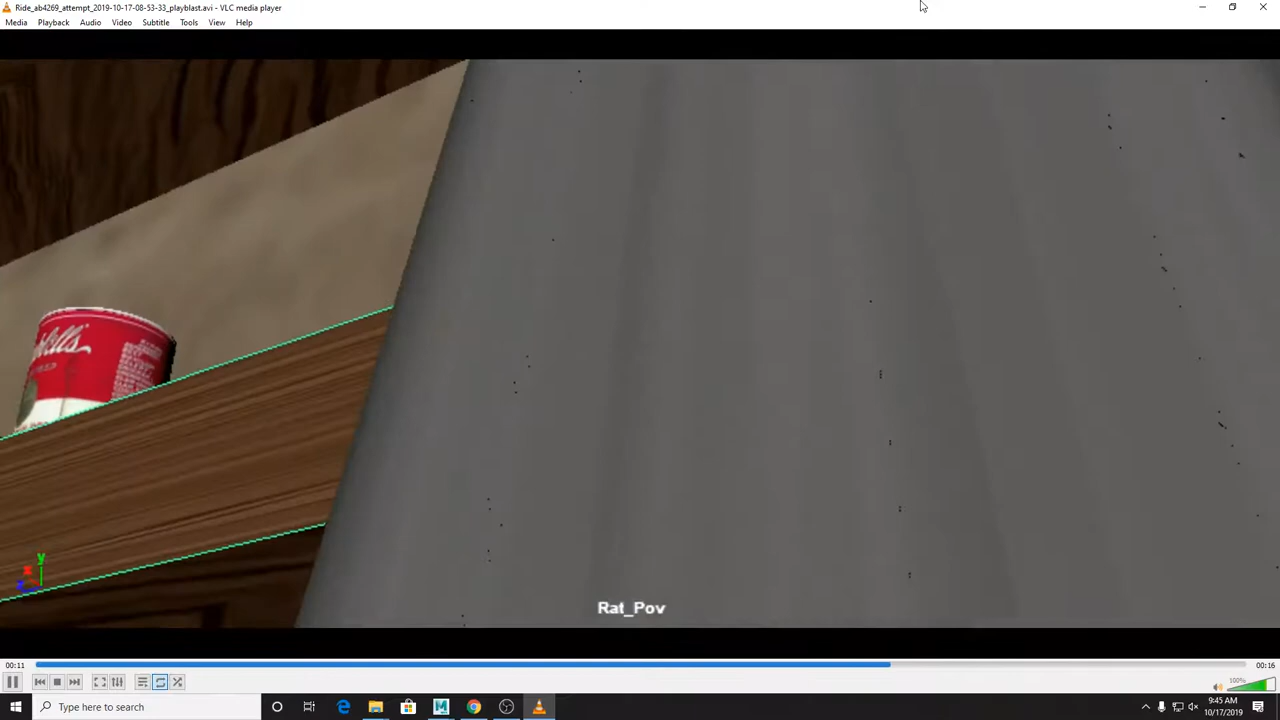 Ride_ab4269_attempt_2019-10-17-08-53-33_playblast.avi - VLC media player
Media Playback Audio Video Subtitle Tools View Help
y
x
z
Rat_Pov
00:11
00:16
100%
Type here to search
9:45 AM
10/17/2019